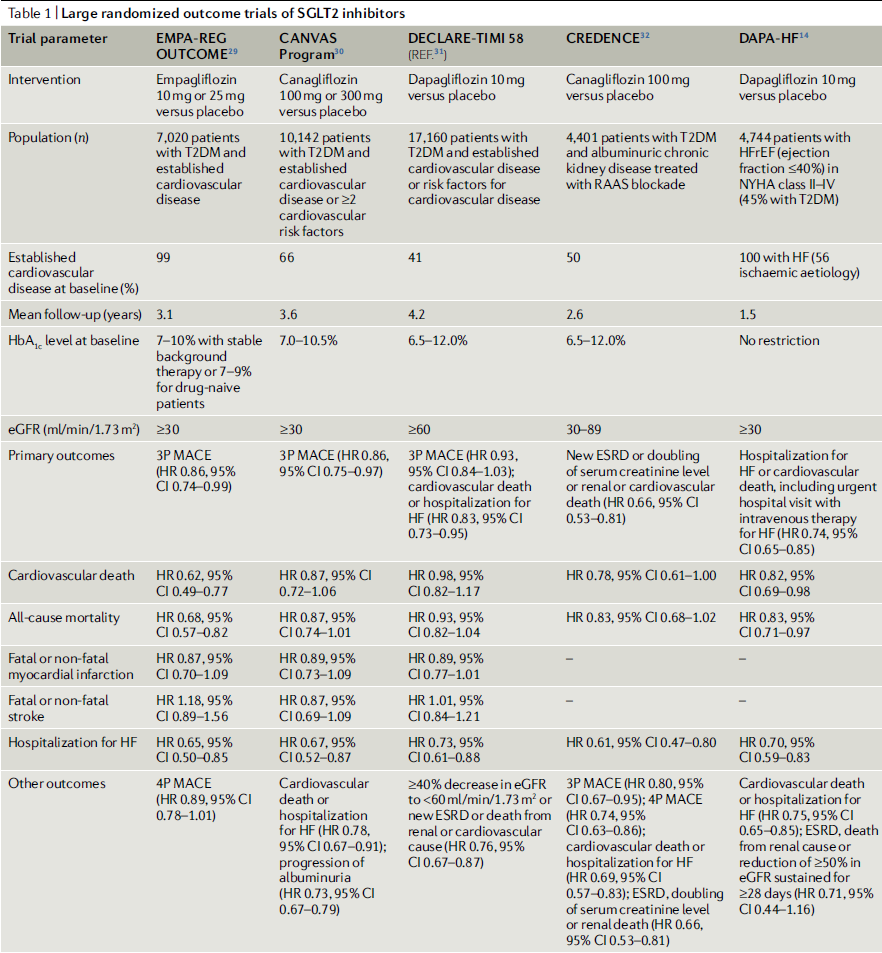 Table 1 | Large randomized outcome trials of SGLT2 inhibitors
Trial parameter
EMPA-REG
OUTCOME29
CANVAS
Program30
DECLARE-TIMI 58
(REF.31)
CREDENCE32
DAPA-HF14
Intervention
Empagliflozin
10 mg or 25 mg
versus placebo
Canagliflozin
100 mg or 300 mg
versus placebo
Dapagliflozin 10 mg
versus placebo
Canagliflozin 100 mg
versus placebo
Dapagliflozin 10 mg
versus placebo
Population (n)
7,020 patients
with T2DM and
established
cardiovascular
disease
10,142 patients
with T2DM and
established
cardiovascular
disease or ≥2
cardiovascular
risk factors
17,160 patients with
T2DM and established
cardiovascular disease
or risk factors for
cardiovascular disease
4,401 patients with T2DM
and albuminuric chronic
kidney disease treated
with RAAS blockade
4,744 patients with
HFrEF (ejection
fraction ≤40%) in
NYHA class II–IV
(45% with T2DM)
Established
cardiovascular
disease at baseline (%)
99
66
41
50
100 with HF (56
ischaemic aetiology)
Mean follow-up (years)
3.1
3.6
4.2
2.6
1.5
HbA1c level at baseline
7–10% with stable
background
therapy or 7–9%
for drug-naive
patients
7.0–10.5%
6.5–12.0%
6.5–12.0%
No restriction
eGFR (ml/min/1.73 m2)
≥30
≥30
≥60
30–89
≥30
Primary outcomes
3P MACE
(HR 0.86, 95%
CI 0.74–0.99)
3P MACE (HR 0.86,
95% CI 0.75–0.97)
3P MACE (HR 0.93,
95% CI 0.84–1.03);
cardiovascular death
or hospitalization for
HF (HR 0.83, 95% CI
0.73–0.95)
New ESRD or doubling
of serum creatinine level
or renal or cardiovascular
death (HR 0.66, 95% CI
0.53–0.81)
Hospitalization for
HF or cardiovascular
death, including urgent
hospital visit with
intravenous therapy
for HF (HR 0.74, 95%
CI 0.65–0.85)
Cardiovascular death
HR 0.62, 95%
CI 0.49–0.77
HR 0.87, 95% CI
0.72–1.06
HR 0.98, 95%
CI 0.82–1.17
HR 0.78, 95% CI 0.61–1.00
HR 0.82, 95%
CI 0.69–0.98
All-cause mortality
HR 0.68, 95%
CI 0.57–0.82
HR 0.87, 95%
CI 0.74–1.01
HR 0.93, 95%
CI 0.82–1.04
HR 0.83, 95% CI 0.68–1.02
HR 0.83, 95%
CI 0.71–0.97
Fatal or non-fatal
myocardial infarction
HR 0.87, 95%
CI 0.70–1.09
HR 0.89, 95%
CI 0.73–1.09
HR 0.89, 95%
CI 0.77–1.01
–
–
Fatal or non-fatal
stroke
HR 1.18, 95%
CI 0.89–1.56
HR 0.87, 95%
CI 0.69–1.09
HR 1.01, 95%
CI 0.84–1.21
–
–
Hospitalization for HF
HR 0.65, 95%
CI 0.50–0.85
HR 0.67, 95%
CI 0.52–0.87
HR 0.73, 95%
CI 0.61–0.88
HR 0.61, 95% CI 0.47–0.80
HR 0.70, 95%
CI 0.59–0.83
Other outcomes
4P MACE
(HR 0.89, 95% CI
0.78–1.01)
Cardiovascular
death or
hospitalization
for HF (HR 0.78,
95% CI 0.67–0.91);
progression of
albuminuria
(HR 0.73, 95% CI
0.67–0.79)
≥40% decrease in eGFR
to <60 ml/min/1.73 m2 or
new ESRD or death from
renal or cardiovascular
cause (HR 0.76, 95%
CI 0.67–0.87)
3P MACE (HR 0.80, 95%
CI 0.67–0.95); 4P MACE
(HR 0.74, 95%
CI 0.63–0.86);
cardiovascular death or
hospitalization for HF
(HR 0.69, 95% CI
0.57–0.83); ESRD, doubling
of serum creatinine level
or renal death (HR 0.66,
95% CI 0.53–0.81)
Cardiovascular death
or hospitalization for
HF (HR 0.75, 95% CI
0.65–0.85); ESRD, death
from renal cause or
reduction of ≥50% in
eGFR sustained for
≥28 days (HR 0.71, 95%
CI 0.44–1.16)